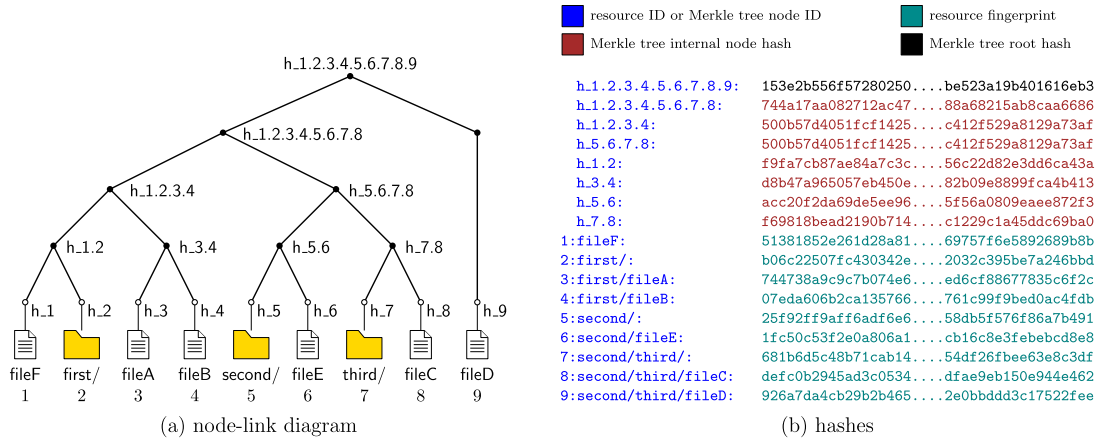 h_1.2.3.4.5.6.7.8.9
h_1.2.3.4.5.6.7.8
h_1.2.3.4
h_5.6.7.8
h_1.2
h_3.4
h_5.6
h_7.8
h_1
h_2
h_3
h_4
h_5
h_6
h_7
h_8
h_9
fileF first/ fileA fileB second/ fileE third/ fileC fileD
1 2 3 4 5 6 7 8 9
(a) node-link diagram
resource ID or Merkle tree node ID
resource fingerprint
Merkle tree internal node hash
Merkle tree root hash
h_1.2.3.4.5.6.7.8.9: 153e2b556f57280250....be523a19b401616eb3
h_1.2.3.4.5.6.7.8: 744a17aa082712ac47....88a68215ab8caa6686
h_1.2.3.4: 500b57d4051fcf1425....c412f529a8129a73af
h_5.6.7.8: 500b57d4051fcf1425....c412f529a8129a73af
h_1.2: f9fa7cb87ae84a7c3c....56c22d82e3dd6ca43a
h_3.4: d8b47a965057eb450e....82b09e8899fca4b413
h_5.6: acc20f2da69de5ee96....5f56a0809eaee872f3
h_7.8: f69818bead2190b714....c1229c1a45ddc69ba0
1:fileF: 51381852e261d28a81....69757f6e5892689b8b
2:first/: b06c22507fc430342e....2032c395be7a246bbd
3:first/fileA: 744738a9c9c7b074e6....ed6cf88677835c6f2c
4:first/fileB: 07eda606b2ca135766....761c99f9bed0ac4fdb
5:second/: 25f92ff9aff6adf6e6....58db5f576f86a7b491
6:second/fileE: 1fc50c53f2e0a806a1....cb16c8e3febebcd8e8
7:second/third/: 681b6d5c48b71cab14....54df26fbee63e8c3df
8:second/third/fileC: defc0b2945ad3c0534....dfae9eb150e944e462
9:second/third/fileD: 926a7da4cb29b2b465....2e0bbddd3c17522fee
(b) hashes